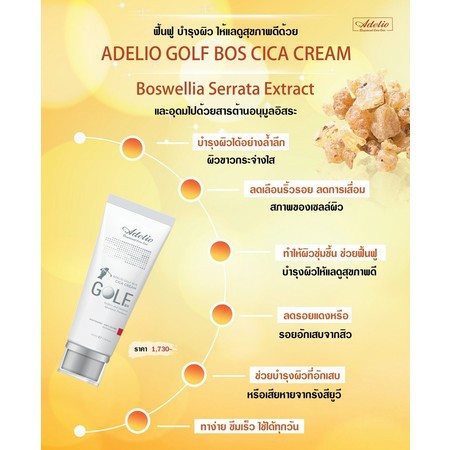 ฟื้นฟู บำรุงผิว ให้แลดูสุขภาพดีด้วย
Adelio
ADELIO GOLF BOS CICA CREAM
Boswellia Serrata Extract
และอุดมไปด้วยสารต้านอนุมูลอิสระ
บำรุงผิวได้อย่างล้ำลึก
ผิวขาวกระจ่างใส
ลดเลือนริ้วรอย ลดการเสื่อม
สภาพของเซลล์ผิว
ทำให้ผิวชุ่มชื้น ช่วยฟื้นฟู
บำรุงผิวให้แลดูสุขภาพดี
Adelio
CICA CREAM
GOLF
ลดรอยแดงหรือ
รอยอักเสบจากสิว
ราคา 1,730-
ช่วยบำรุงผิวที่อักเสบ
หรือเสียหายจากรังสียูวี
ทาง่าย ซึมเร็ว ใช้ได้ทุกวัน